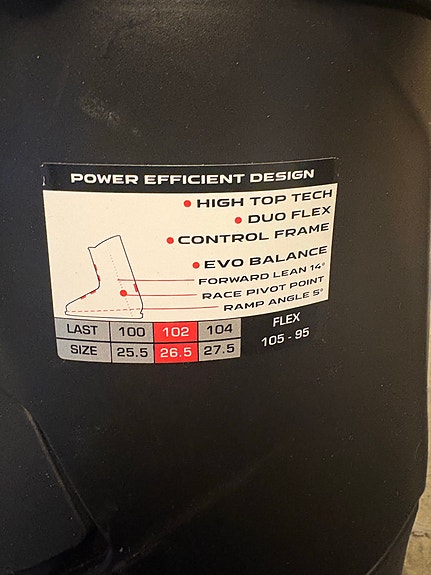 POWER EFFICIENT DESIGN
HIGH TOP TECH
DUO FLEX
CONTROL FRAME
EVO BALANCE
FORWARD LEAN 14°
RACE PIVOT POINT
RAMP ANGLE 5°
LAST 100 102 104
SIZE 25.5 26.5 27.5
FLEX
105 - 95